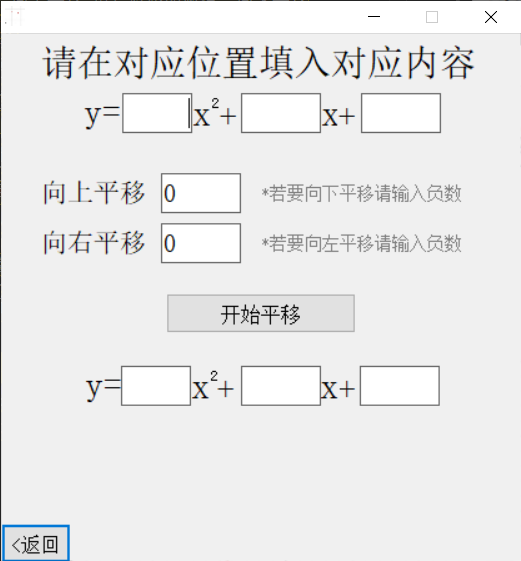 请在对应位置填入对应内容
y=x²+x+
向上平移 0 *若要向下平移请输入负数
向右平移 0 *若要向左平移请输入负数
开始平移
y=x²+x+
<返回